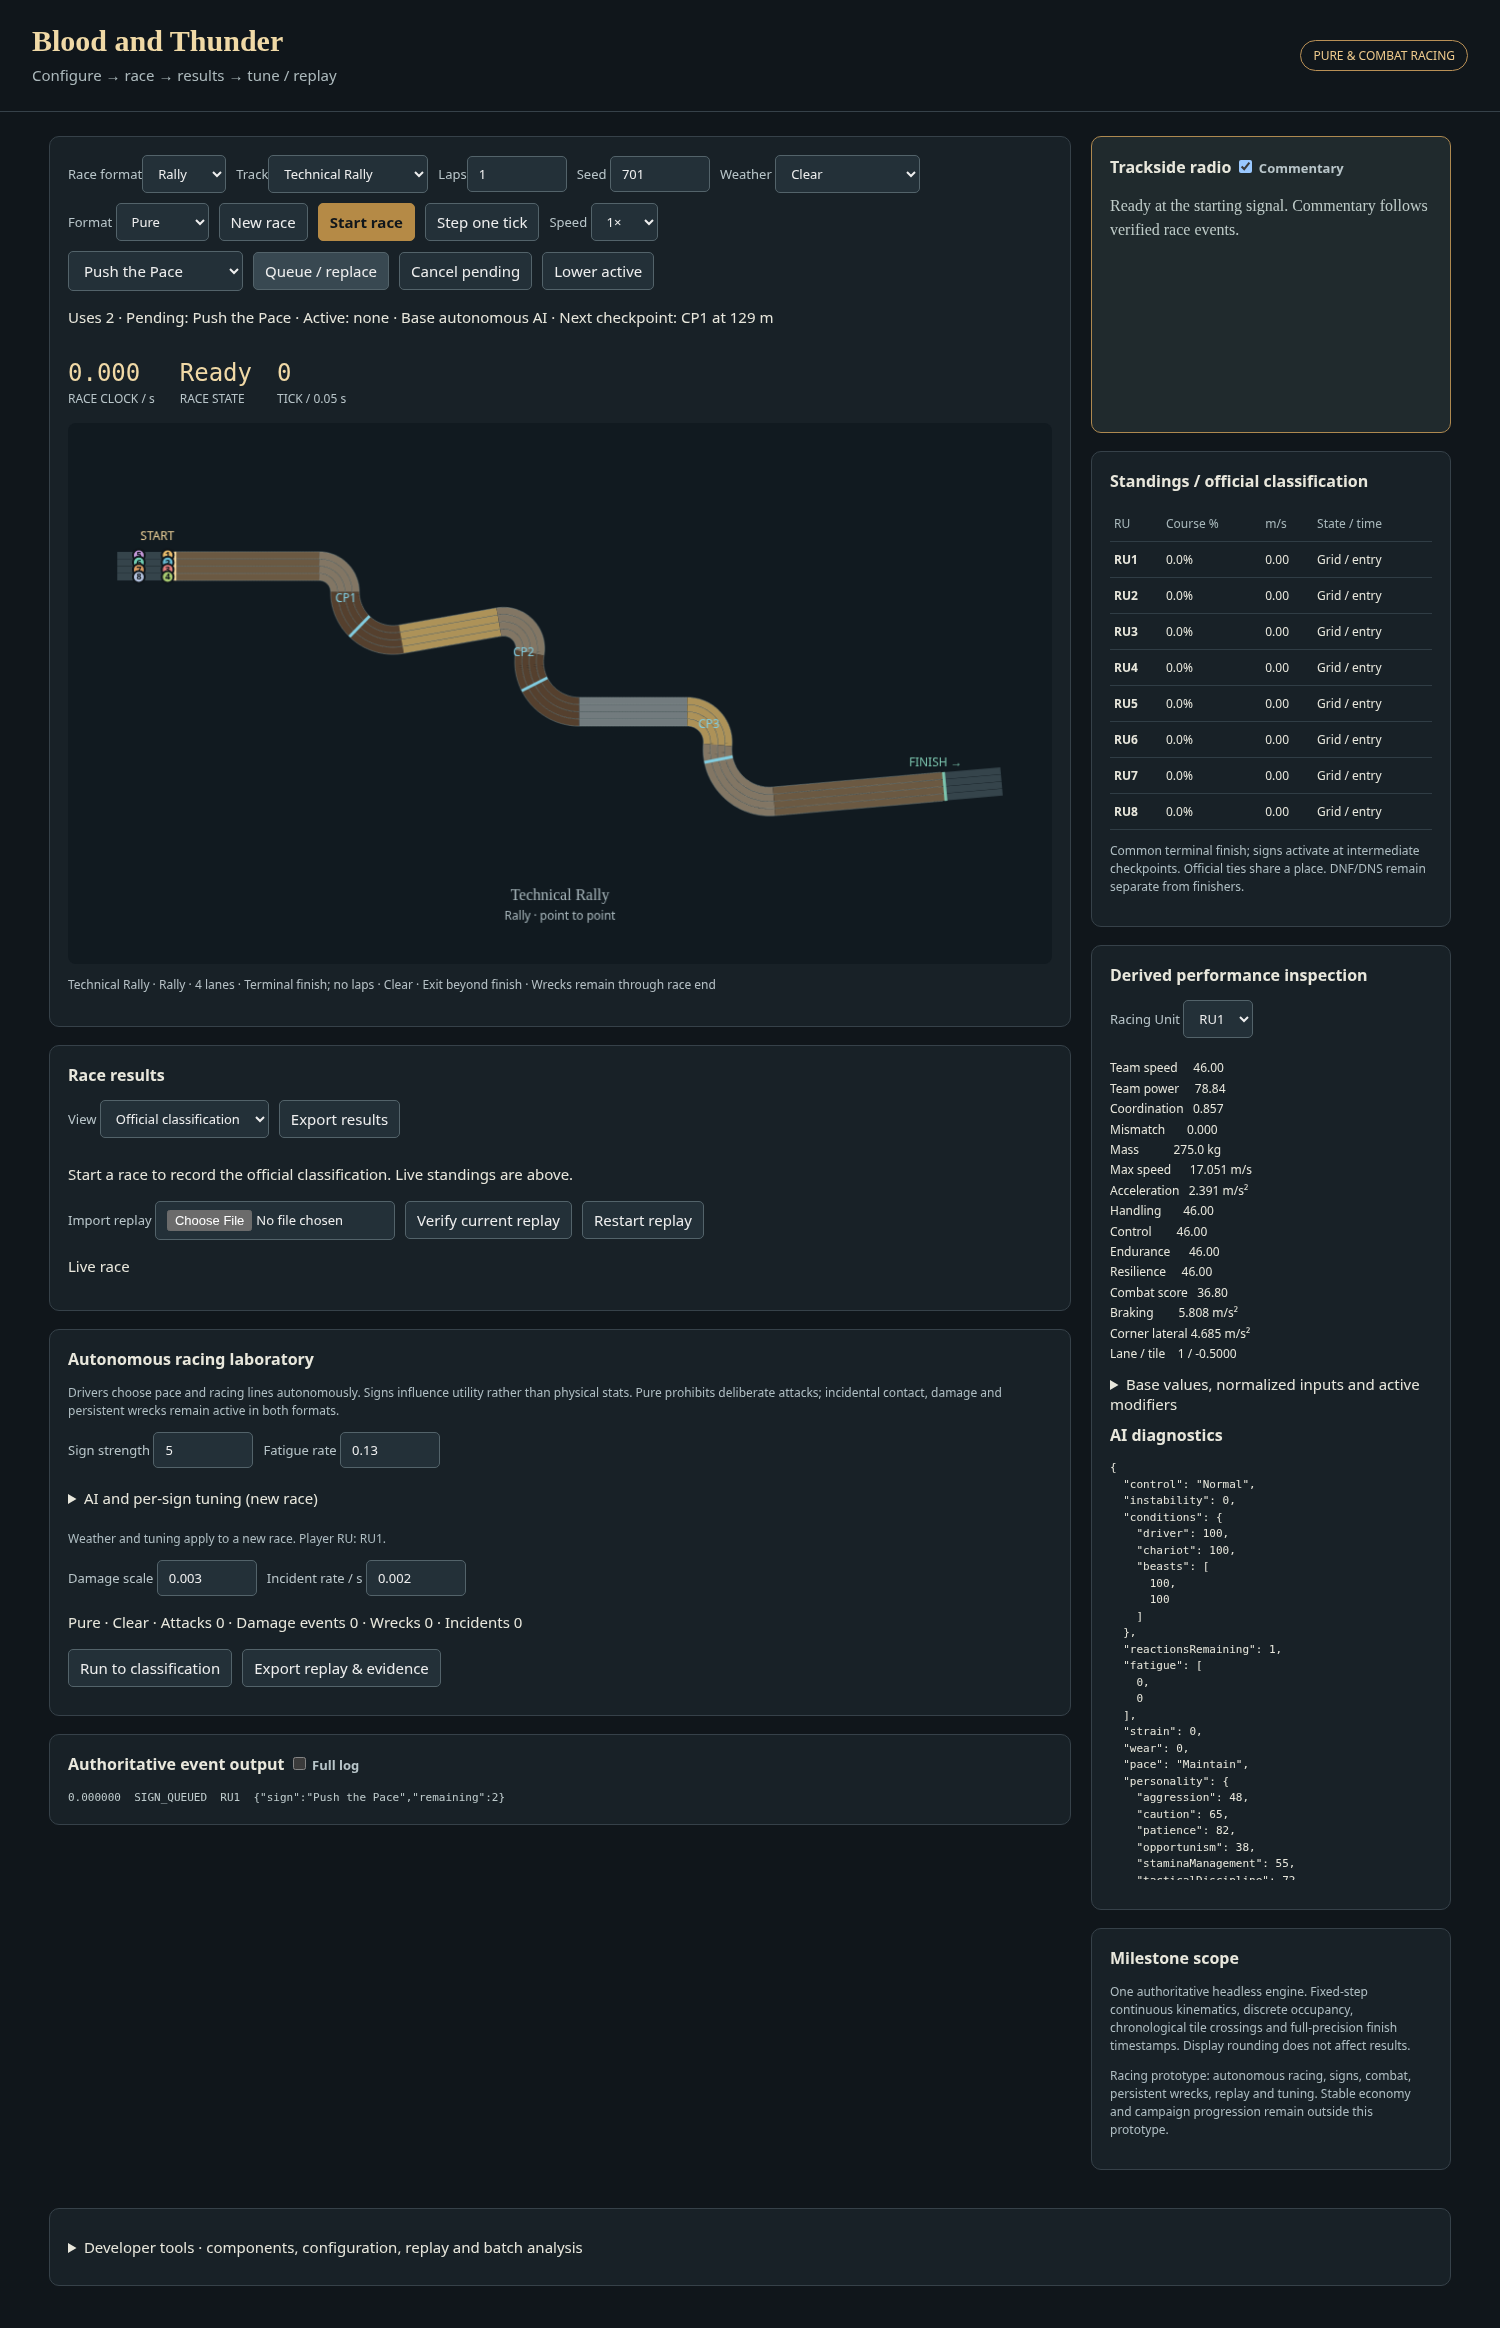 Blood and Thunder
Configure → race → results → tune / replay
PURE & COMBAT RACING
Race format Rally Track Technical Rally Laps 1 Seed 701 Weather Clear
Format Pure New race Start race Step one tick Speed 1×
Push the Pace Queue / replace Cancel pending Lower active
Uses 2 · Pending: Push the Pace · Active: none · Base autonomous AI · Next checkpoint: CP1 at 129 m
0.000 Ready 0
RACE CLOCK / s RACE STATE TICK / 0.05 s
START
CP1
CP2
CP3
FINISH →
Technical Rally
Rally · point to point
Technical Rally · Rally · 4 lanes · Terminal finish; no laps · Clear · Exit beyond finish · Wrecks remain through race end
Race results
View Official classification Export results
Start a race to record the official classification. Live standings are above.
Import replay Choose File No file chosen Verify current replay Restart replay
Live race
Autonomous racing laboratory
Drivers choose pace and racing lines autonomously. Signs influence utility rather than physical stats. Pure prohibits deliberate attacks; incidental contact, damage and
persistent wrecks remain active in both formats.
Sign strength 5 Fatigue rate 0.13
▶ AI and per-sign tuning (new race)
Weather and tuning apply to a new race. Player RU: RU1.
Damage scale 0.003 Incident rate / s 0.002
Pure · Clear · Attacks 0 · Damage events 0 · Wrecks 0 · Incidents 0
Run to classification Export replay & evidence
Authoritative event output Full log
0.000000 SIGN_QUEUED RU1 {"sign":"Push the Pace","remaining":2}
Trackside radio Commentary
Ready at the starting signal. Commentary follows
verified race events.
Standings / official classification
RU Course % m/s State / time
RU1 0.0% 0.00 Grid / entry
RU2 0.0% 0.00 Grid / entry
RU3 0.0% 0.00 Grid / entry
RU4 0.0% 0.00 Grid / entry
RU5 0.0% 0.00 Grid / entry
RU6 0.0% 0.00 Grid / entry
RU7 0.0% 0.00 Grid / entry
RU8 0.0% 0.00 Grid / entry
Common terminal finish; signs activate at intermediate
checkpoints. Official ties share a place. DNF/DNS remain
separate from finishers.
Derived performance inspection
Racing Unit RU1
Team speed 46.00
Team power 78.84
Coordination 0.857
Mismatch 0.000
Mass 275.0 kg
Max speed 17.051 m/s
Acceleration 2.391 m/s²
Handling 46.00
Control 46.00
Endurance 46.00
Resilience 46.00
Combat score 36.80
Braking 5.808 m/s²
Corner lateral 4.685 m/s²
Lane / tile 1 / -0.5000
▶ Base values, normalized inputs and active
modifiers
AI diagnostics
{
"control": "Normal",
"instability": 0,
"conditions": {
"driver": 100,
"chariot": 100,
"beasts": [
100,
100
]
},
"reactionsRemaining": 1,
"fatigue": [
0,
0
],
"strain": 0,
"wear": 0,
"pace": "Maintain",
"personality": {
"aggression": 48,
"caution": 65,
"patience": 82,
"opportunism": 38,
"staminaManagement": 55,
"tacticalDiscipline": 72
Milestone scope
One authoritative headless engine. Fixed-step
continuous kinematics, discrete occupancy,
chronological tile crossings and full-precision finish
timestamps. Display rounding does not affect results.
Racing prototype: autonomous racing, signs, combat,
persistent wrecks, replay and tuning. Stable economy
and campaign progression remain outside this
prototype.
▶ Developer tools · components, configuration, replay and batch analysis